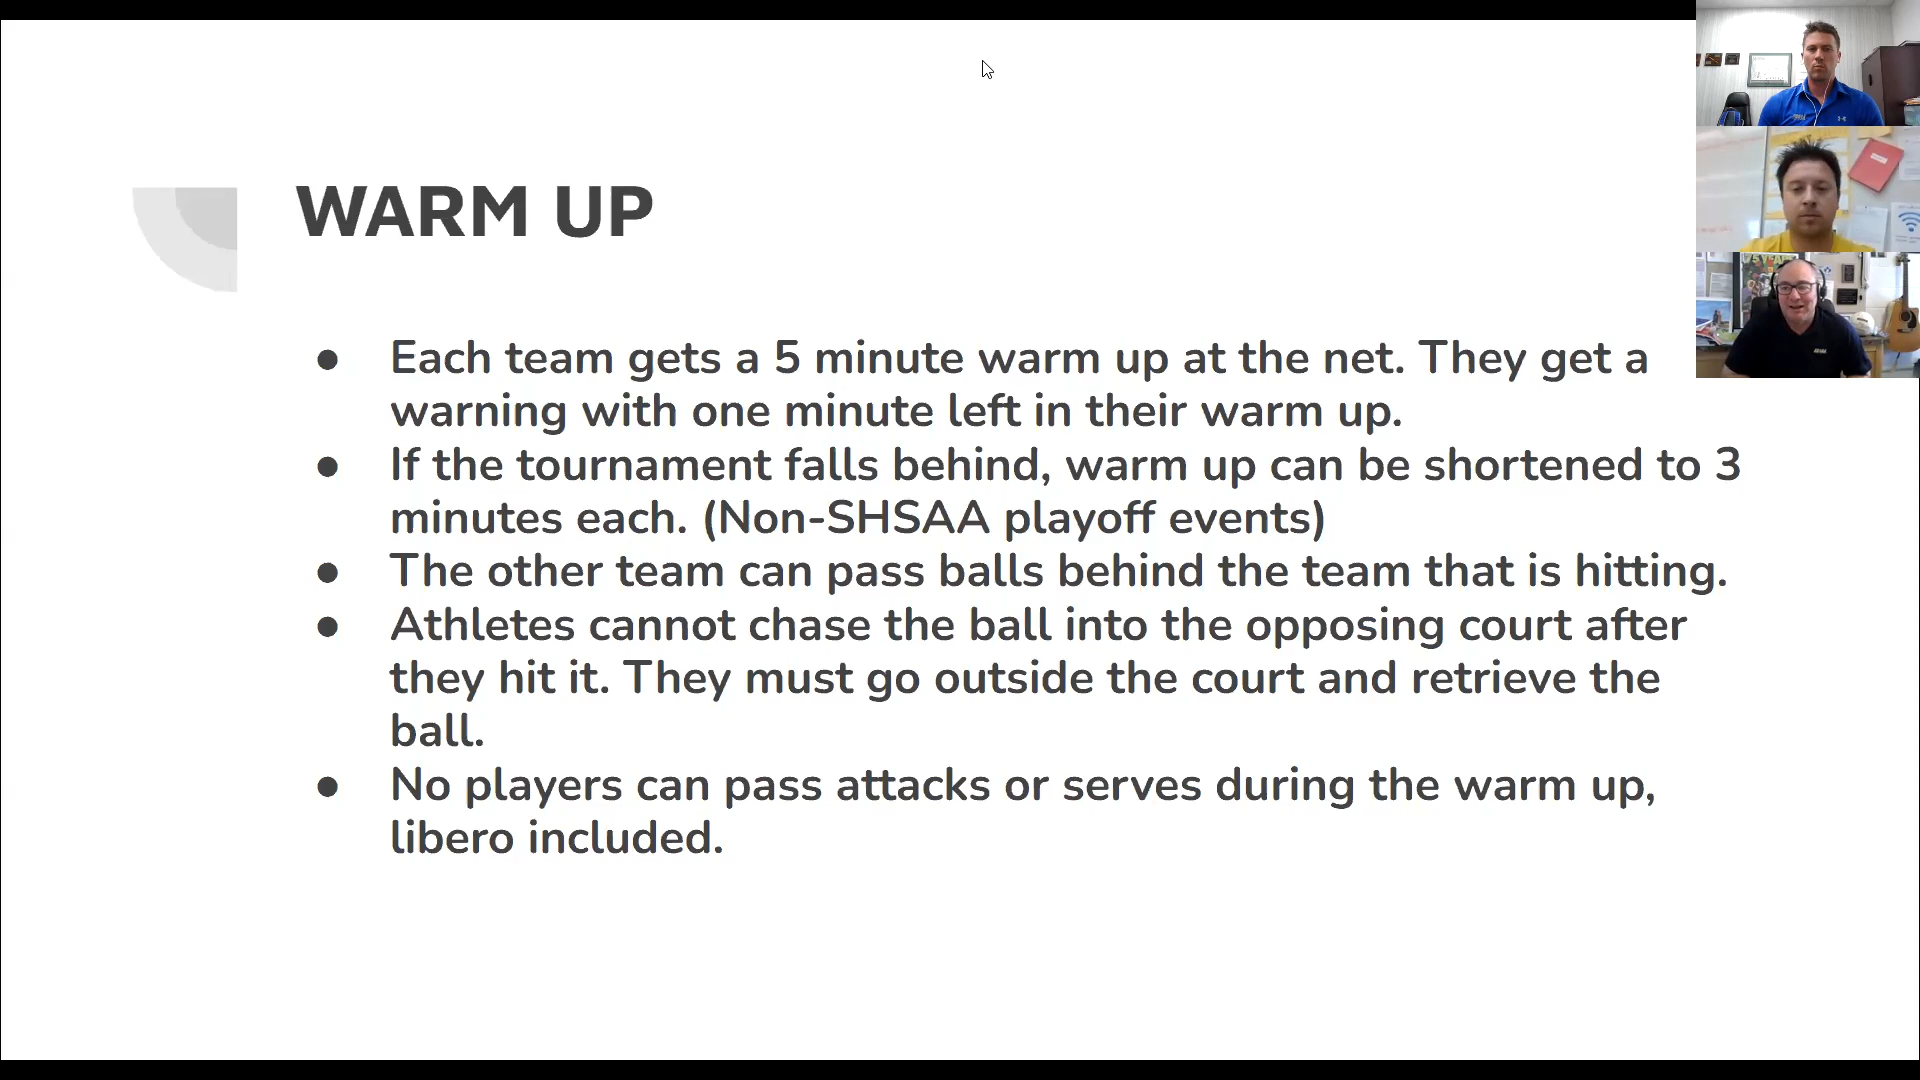 WARM UP
● Each team gets a 5 minute warm up at the net. They get a
warning with one minute left in their warm up.
● If the tournament falls behind, warm up can be shortened to 3
minutes each. (Non-SHSAA playoff events)
● The other team can pass balls behind the team that is hitting.
● Athletes cannot chase the ball into the opposing court after
they hit it. They must go outside the court and retrieve the
ball.
● No players can pass attacks or serves during the warm up,
libero included.